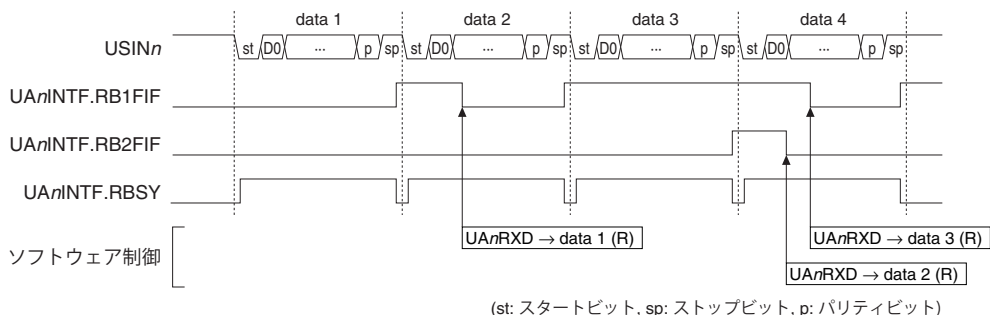 data 1 data 2 data 3 data 4
USINn st D0 ... p sp st D0 ... p sp st D0 ... p sp st D0 ... p sp
UAnINTF.RB1FIF
UAnINTF.RB2FIF
UAnINTF.RBSY
ソフトウェア制御
UAnRXD → data 1 (R) UAnRXD → data 3 (R)
UAnRXD → data 2 (R)
(st: スタートビット, sp: ストップビット, p: パリティビット)